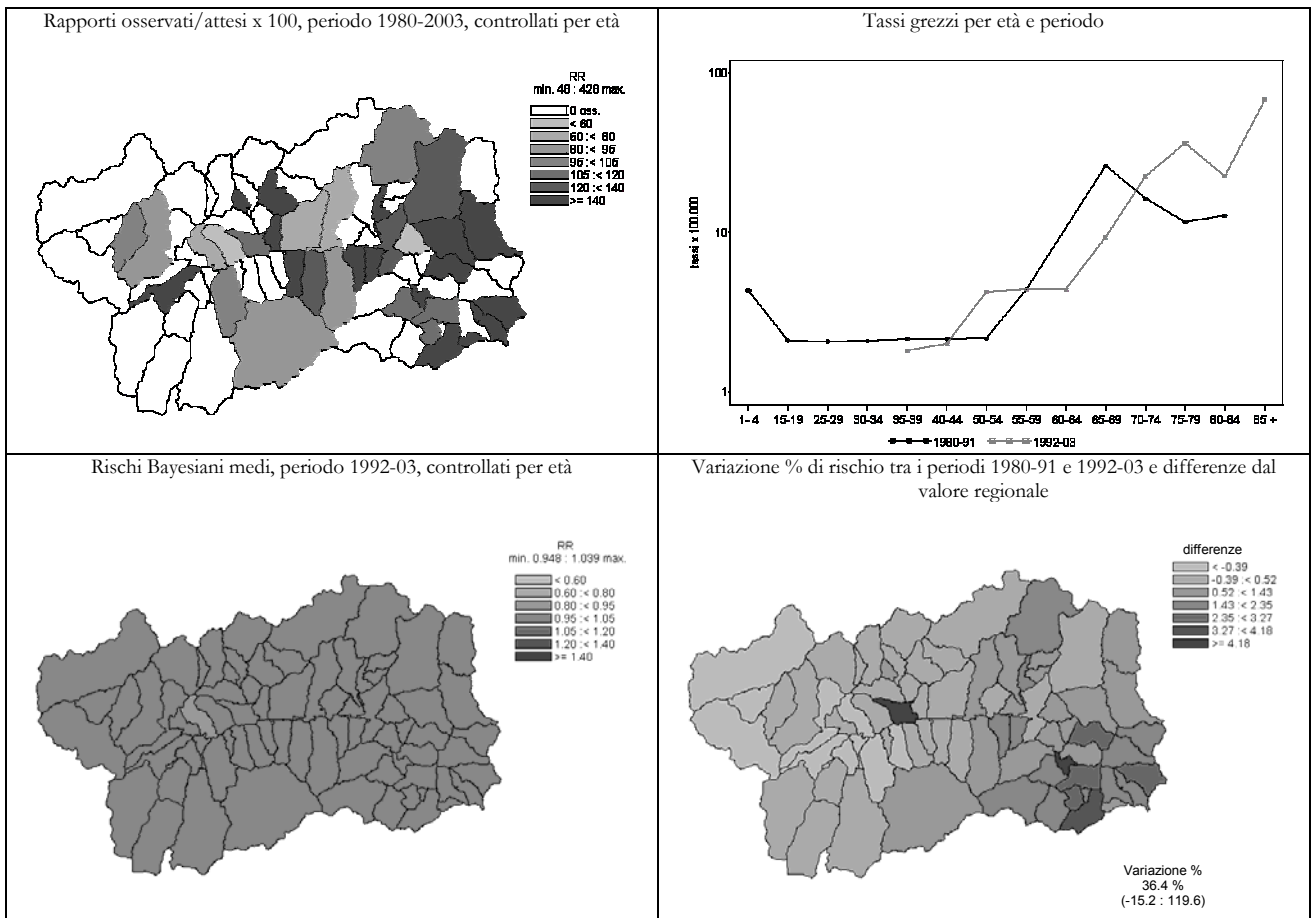 Rapporti osservati/attesi x 100, periodo 1980-2003, controllati per età
RR
min. 48 : 428 max.
0 oss.
< 60
60 :< 80
80 :< 95
95 :< 105
105 :< 120
120 :< 140
>= 140
Tassi grezzi per età e periodo
100
10
1
tassi x 100.000
1-4 15-19 25-29 30-34 35-39 40-44 50-54 55-59 60-64 65-69 70-74 75-79 80-84 85 +
1980-91 1992-03
Rischi Bayesiani medi, periodo 1992-03, controllati per età
RR
min. 0.948 : 1.039 max.
< 0.60
0.60 :< 0.80
0.80 :< 0.95
0.95 :< 1.05
1.05 :< 1.20
1.20 :< 1.40
>= 1.40
Variazione % di rischio tra i periodi 1980-91 e 1992-03 e differenze dal
valore regionale
differenze
< -0.39
-0.39 :< 0.52
0.52 :< 1.43
1.43 :< 2.35
2.35 :< 3.27
3.27 :< 4.18
>= 4.18
Variazione %
36.4 %
(-15.2 : 119.6)